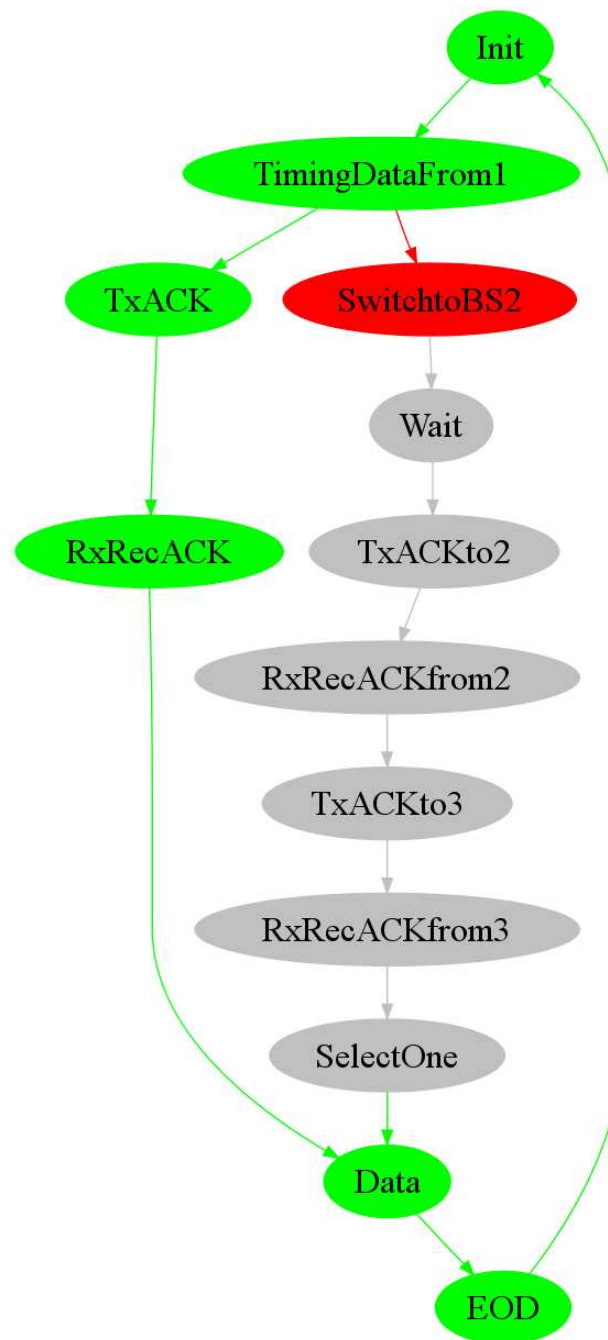 Init
TimingDataFrom1
TxACK
SwitchtoBS2
Wait
RxRecACK
TxACKto2
RxRecACKfrom2
TxACKto3
RxRecACKfrom3
SelectOne
Data
EOD